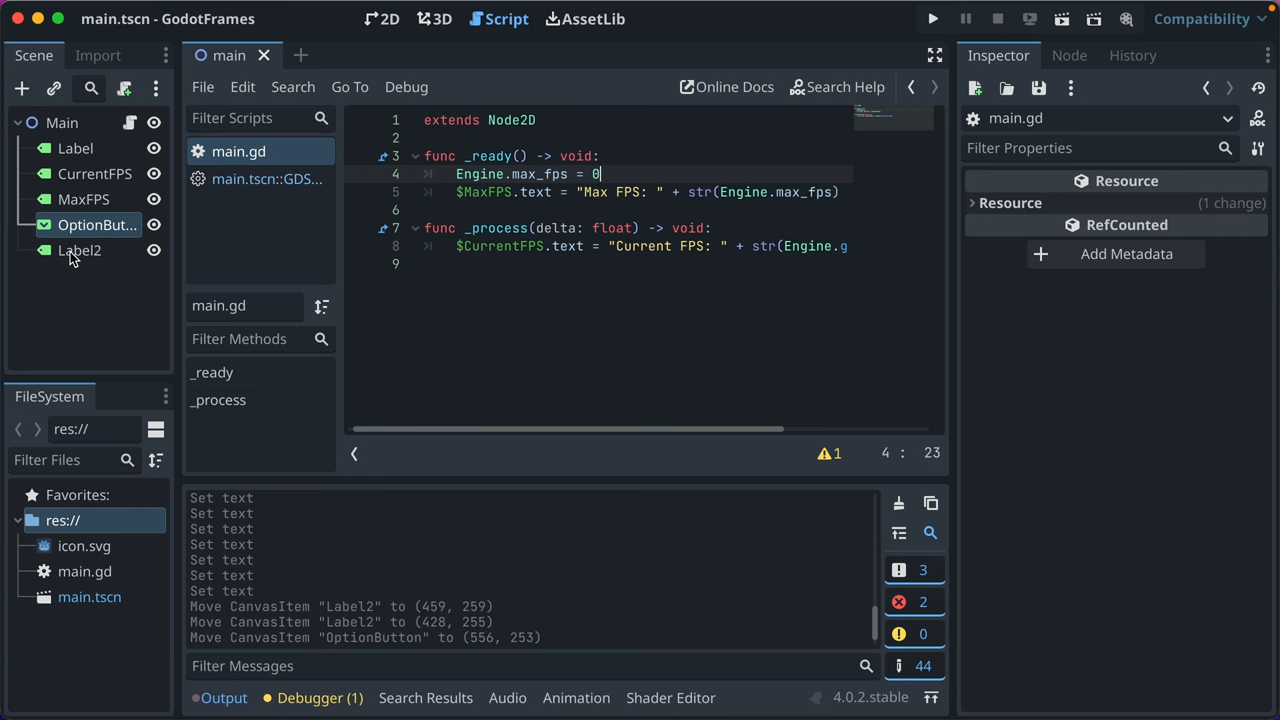 main.tscn - GodotFrames
2D
3D
Script
AssetLib
Compatibility
Scene
Import
main
Inspector
Node
History
File
Edit
Search
Go To
Debug
Online Docs
Search Help
Main
Label
CurrentFPS
MaxFPS
OptionBut...
Label2
Filter Scripts
main.gd
main.tscn::GDS...
main.gd
Filter Methods
_ready
_process
1 extends Node2D
2
3 func _ready() -> void:
4 Engine.max_fps = 0
5 $MaxFPS.text = "Max FPS: " + str(Engine.max_fps)
6
7 func _process(delta: float) -> void:
8 $CurrentFPS.text = "Current FPS: " + str(Engine.g
9
1
4 : 23
main.gd
Filter Properties
Resource
Resource (1 change)
RefCounted
Add Metadata
FileSystem
res://
Filter Files
Favorites:
res://
icon.svg
main.gd
main.tscn
Set text
Set text
Set text
Set text
Set text
Set text
Set text
Move CanvasItem "Label2" to (459, 259)
Move CanvasItem "Label2" to (428, 255)
Move CanvasItem "OptionButton" to (556, 253)
3
2
0
44
Filter Messages
Output
Debugger (1)
Search Results
Audio
Animation
Shader Editor
4.0.2.stable